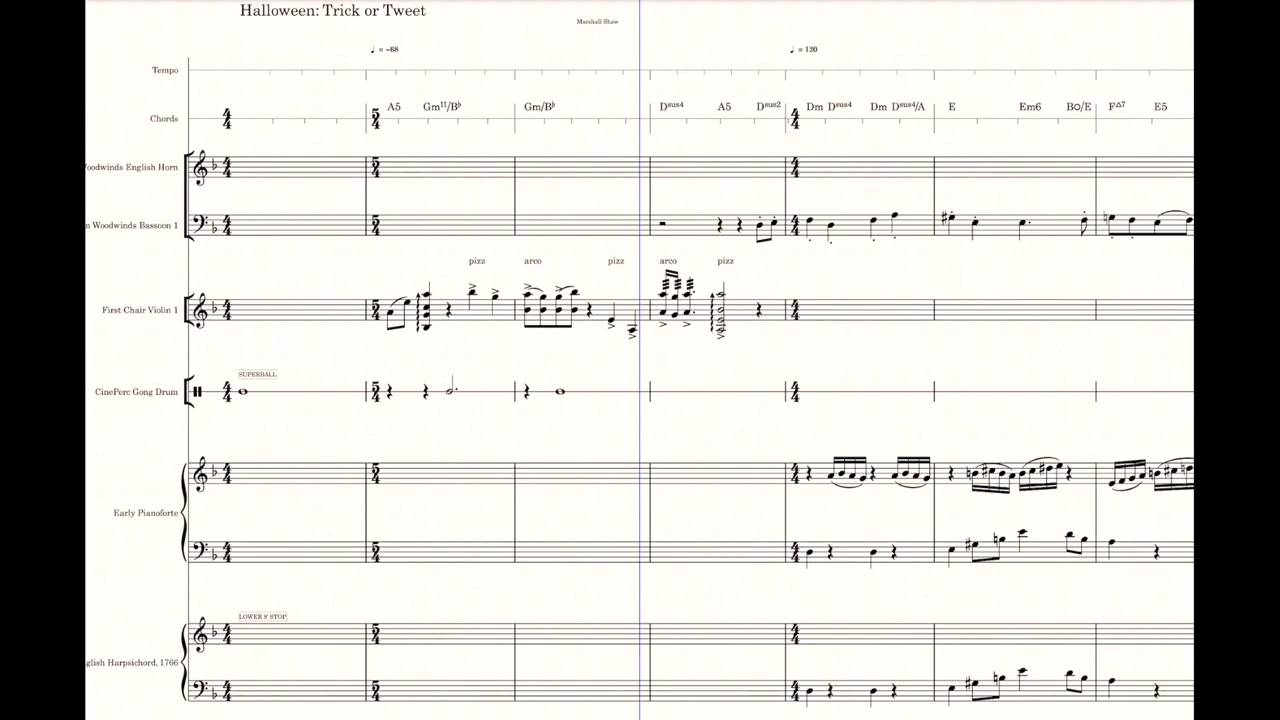 Halloween: Trick or Tweet
Marshall Shaw
♩ = ~68
♩ = 120
Tempo
A5 Gm11/B♭ Gm/B♭ Dsus4 A5 Dsus2 Dm Dsus4 Dm Dsus4/A E Em6 B○/E F△7 E5
Chords
Woodwinds English Horn
n Woodwinds Bassoon 1
pizz arco pizz arco pizz
First Chair Violin 1
SUPERBALL
CinePerc Gong Drum
Early Pianoforte
LOWER 8' STOP
glish Harpsichord, 1766